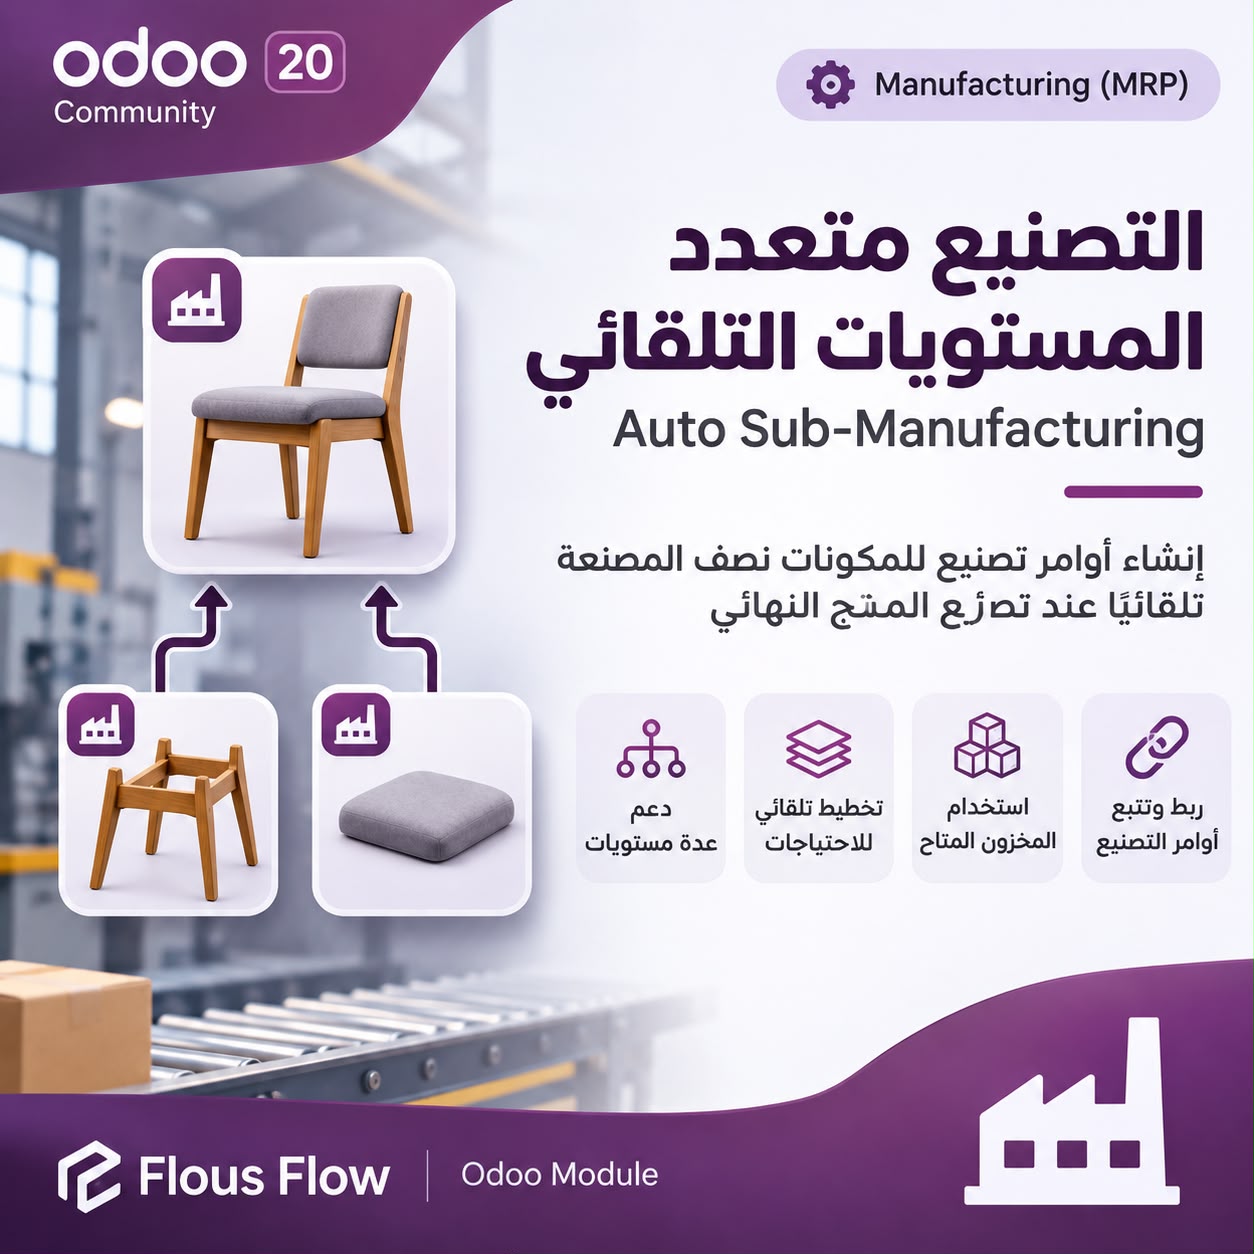 odoo 20
Community
Manufacturing (MRP)
التصنيع متعدد
المستويات التلقائي
Auto Sub-Manufacturing
إنشاء أوامر تصنيع للمكونات نصف المصنعة
تلقائيًا عند النهائي
ربط وتتبع
أوامر التصنيع
استخدام
المخزون المتاح
تخطيط تلقائي
للاحتياجات
دعم
عدة مستويات
Flous Flow
Odoo Module